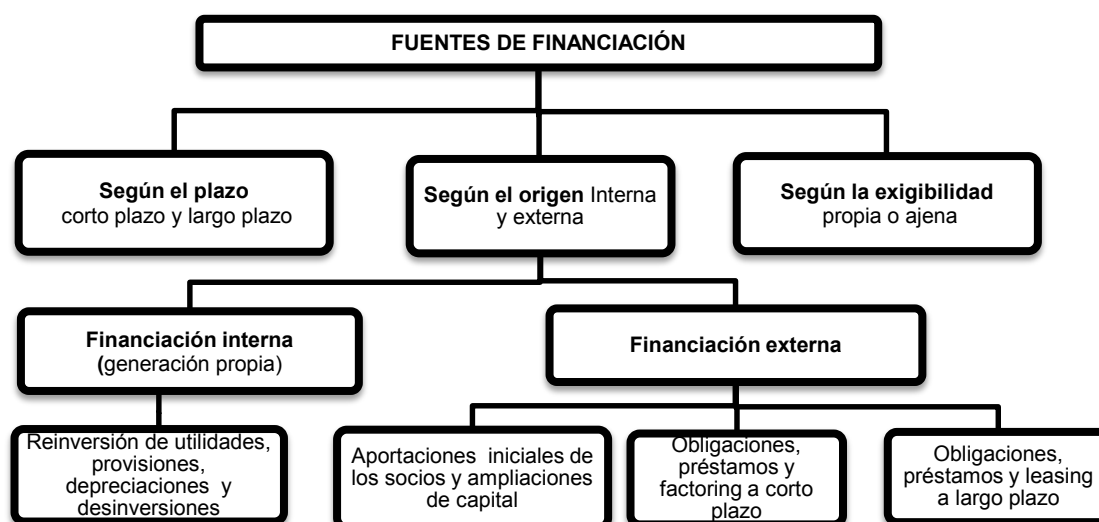 FUENTES DE FINANCIACIÓN
Según el plazo
corto plazo y largo plazo
Según el origen Interna
y externa
Según la exigibilidad
propia o ajena
Financiación interna
(generación propia)
Financiación externa
Reinversión de utilidades,
provisiones,
depreciaciones y
desinversiones
Aportaciones iniciales de
los socios y ampliaciones
de capital
Obligaciones,
préstamos y
factoring a corto
plazo
Obligaciones,
préstamos y leasing
a largo plazo